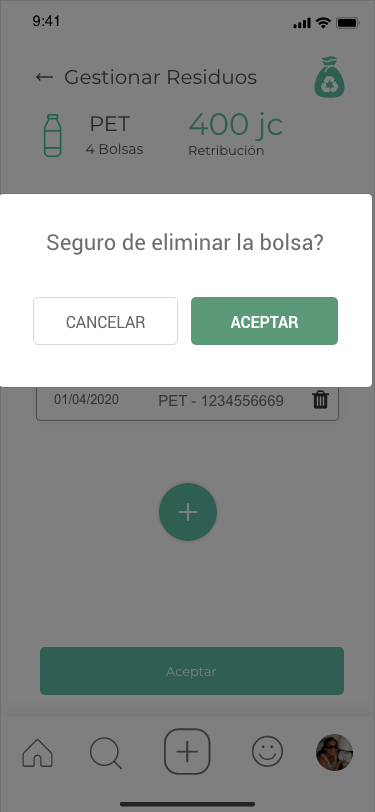 9:41
← Gestionar Residuos
PET
4 Bolsas
400 jc
Retribución
Seguro de eliminar la bolsa?
CANCELAR
ACEPTAR
01/04/2020 PET - 1234556669
Aceptar